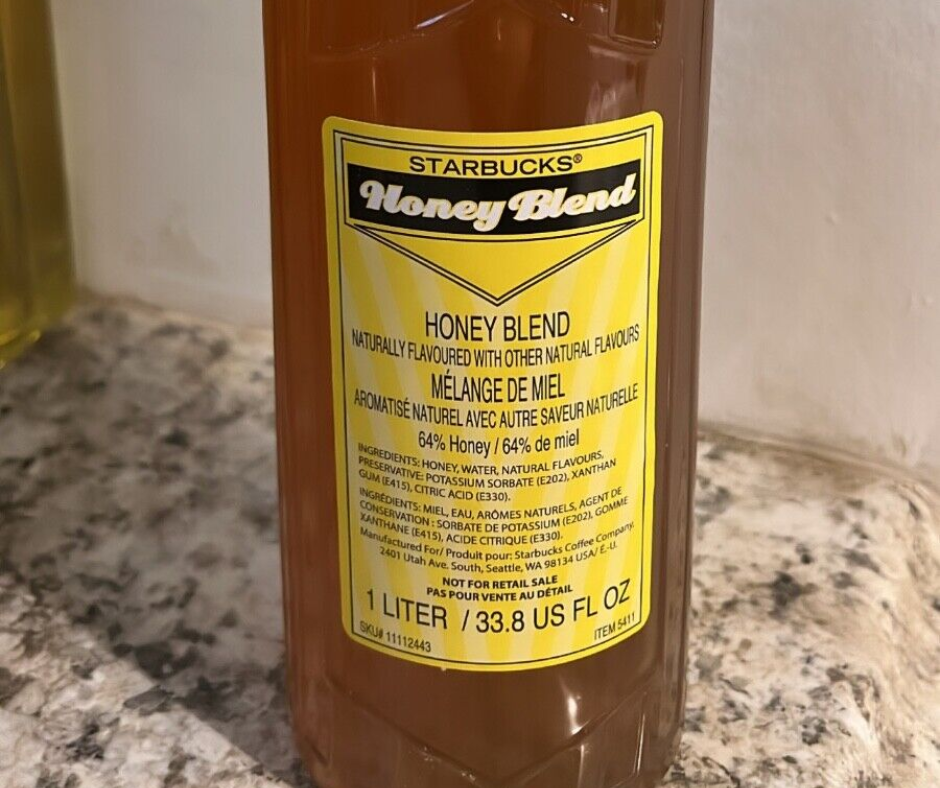 STARBUCKS®
Honey Blend
HONEY BLEND
NATURALLY FLAVOURED WITH OTHER NATURAL FLAVOURS
MÉLANGE DE MIEL
AROMATISÉ NATUREL AVEC AUTRE SAVEUR NATURELLE
64% Honey / 64% de miel
INGREDIENTS: HONEY, WATER, NATURAL FLAVOURS,
PRESERVATIVE: POTASSIUM SORBATE (E202), XANTHAN
GUM (E415), CITRIC ACID (E330).
INGRÉDIENTS: MIEL, EAU, ARÔMES NATURELS, AGENT DE
CONSERVATION : SORBATE DE POTASSIUM (E202), GOMME
XANTHANE (E415), ACIDE CITRIQUE (E330).
Manufactured For/ Produit pour: Starbucks Coffee Company,
2401 Utah Ave. South, Seattle, WA 98134 USA/ É.-U.
NOT FOR RETAIL SALE
PAS POUR VENTE AU DÉTAIL
1 LITER / 33.8 US FL OZ
SKU# 11112443
ITEM 5411